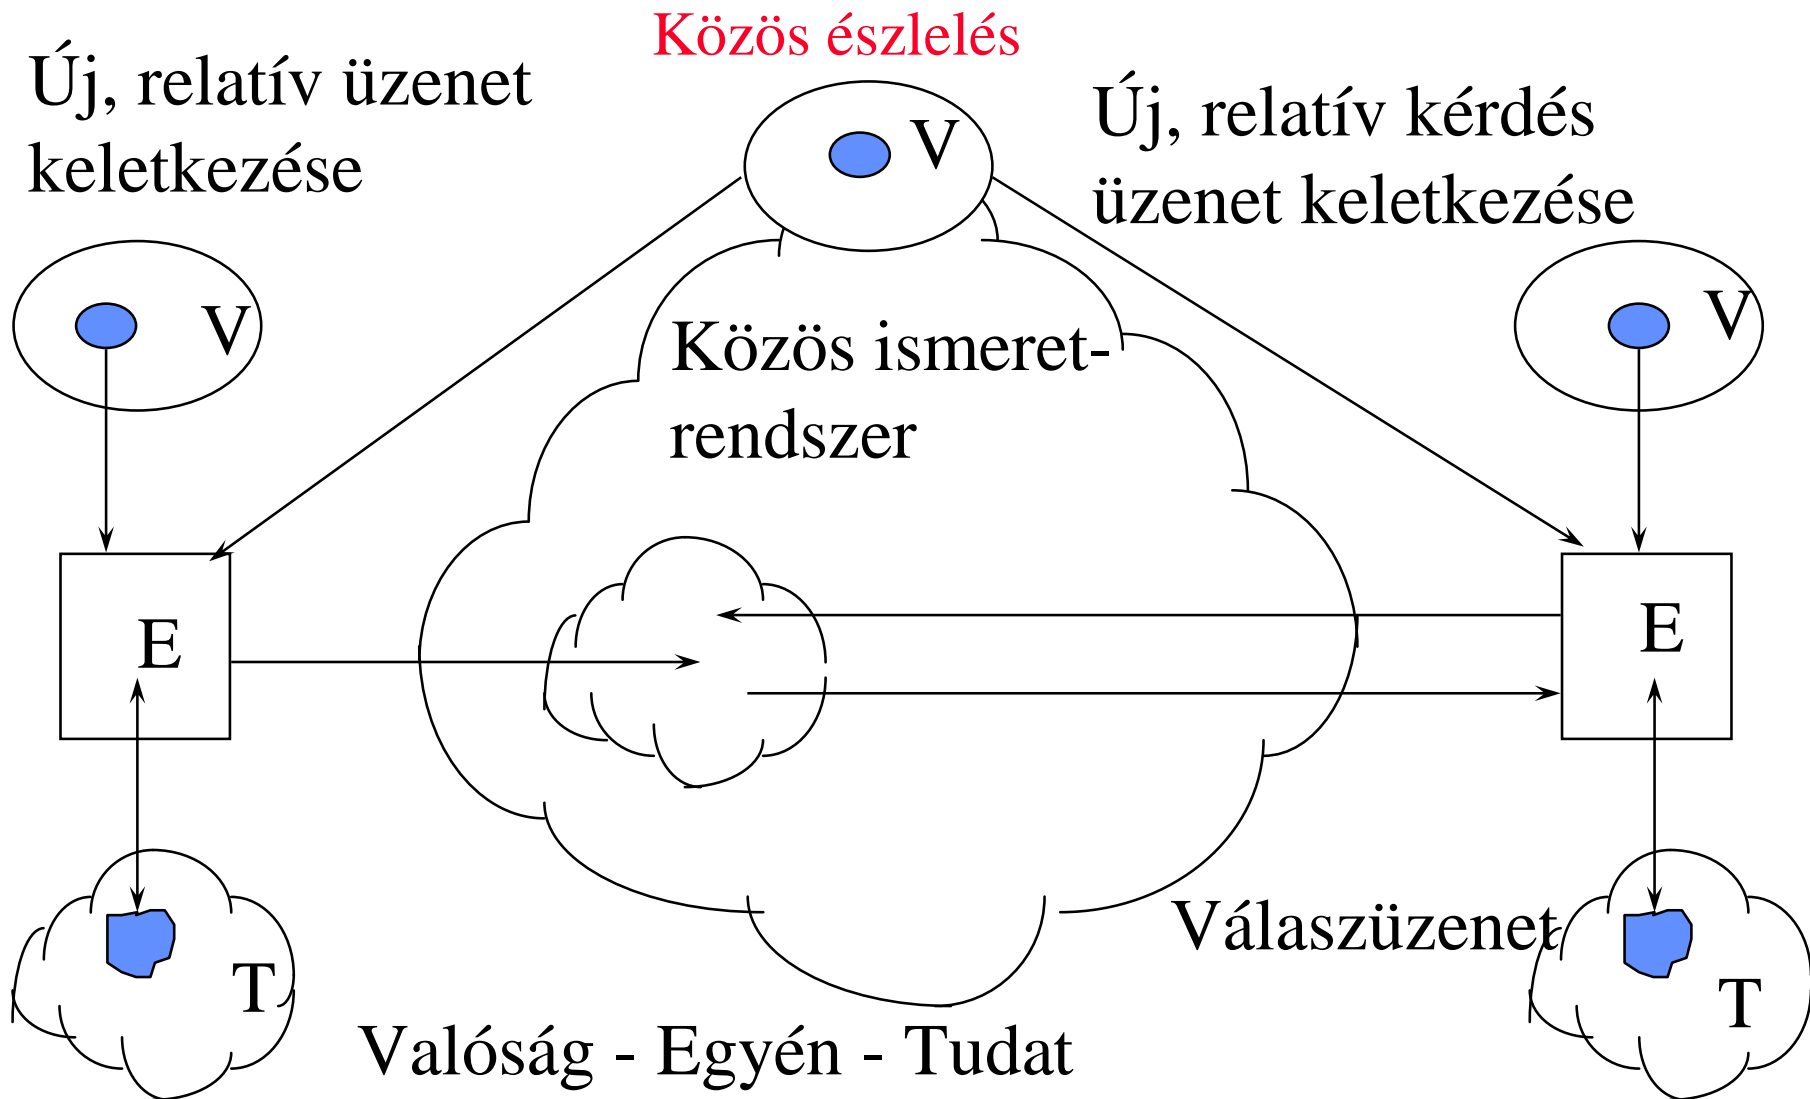 Közös észlelés
Új, relatív üzenet
keletkezése
Új, relatív kérdés
üzenet keletkezése
V
V
V
Közös ismeret-
rendszer
E
E
Válaszüzenet
T
T
Valóság - Egyén - Tudat